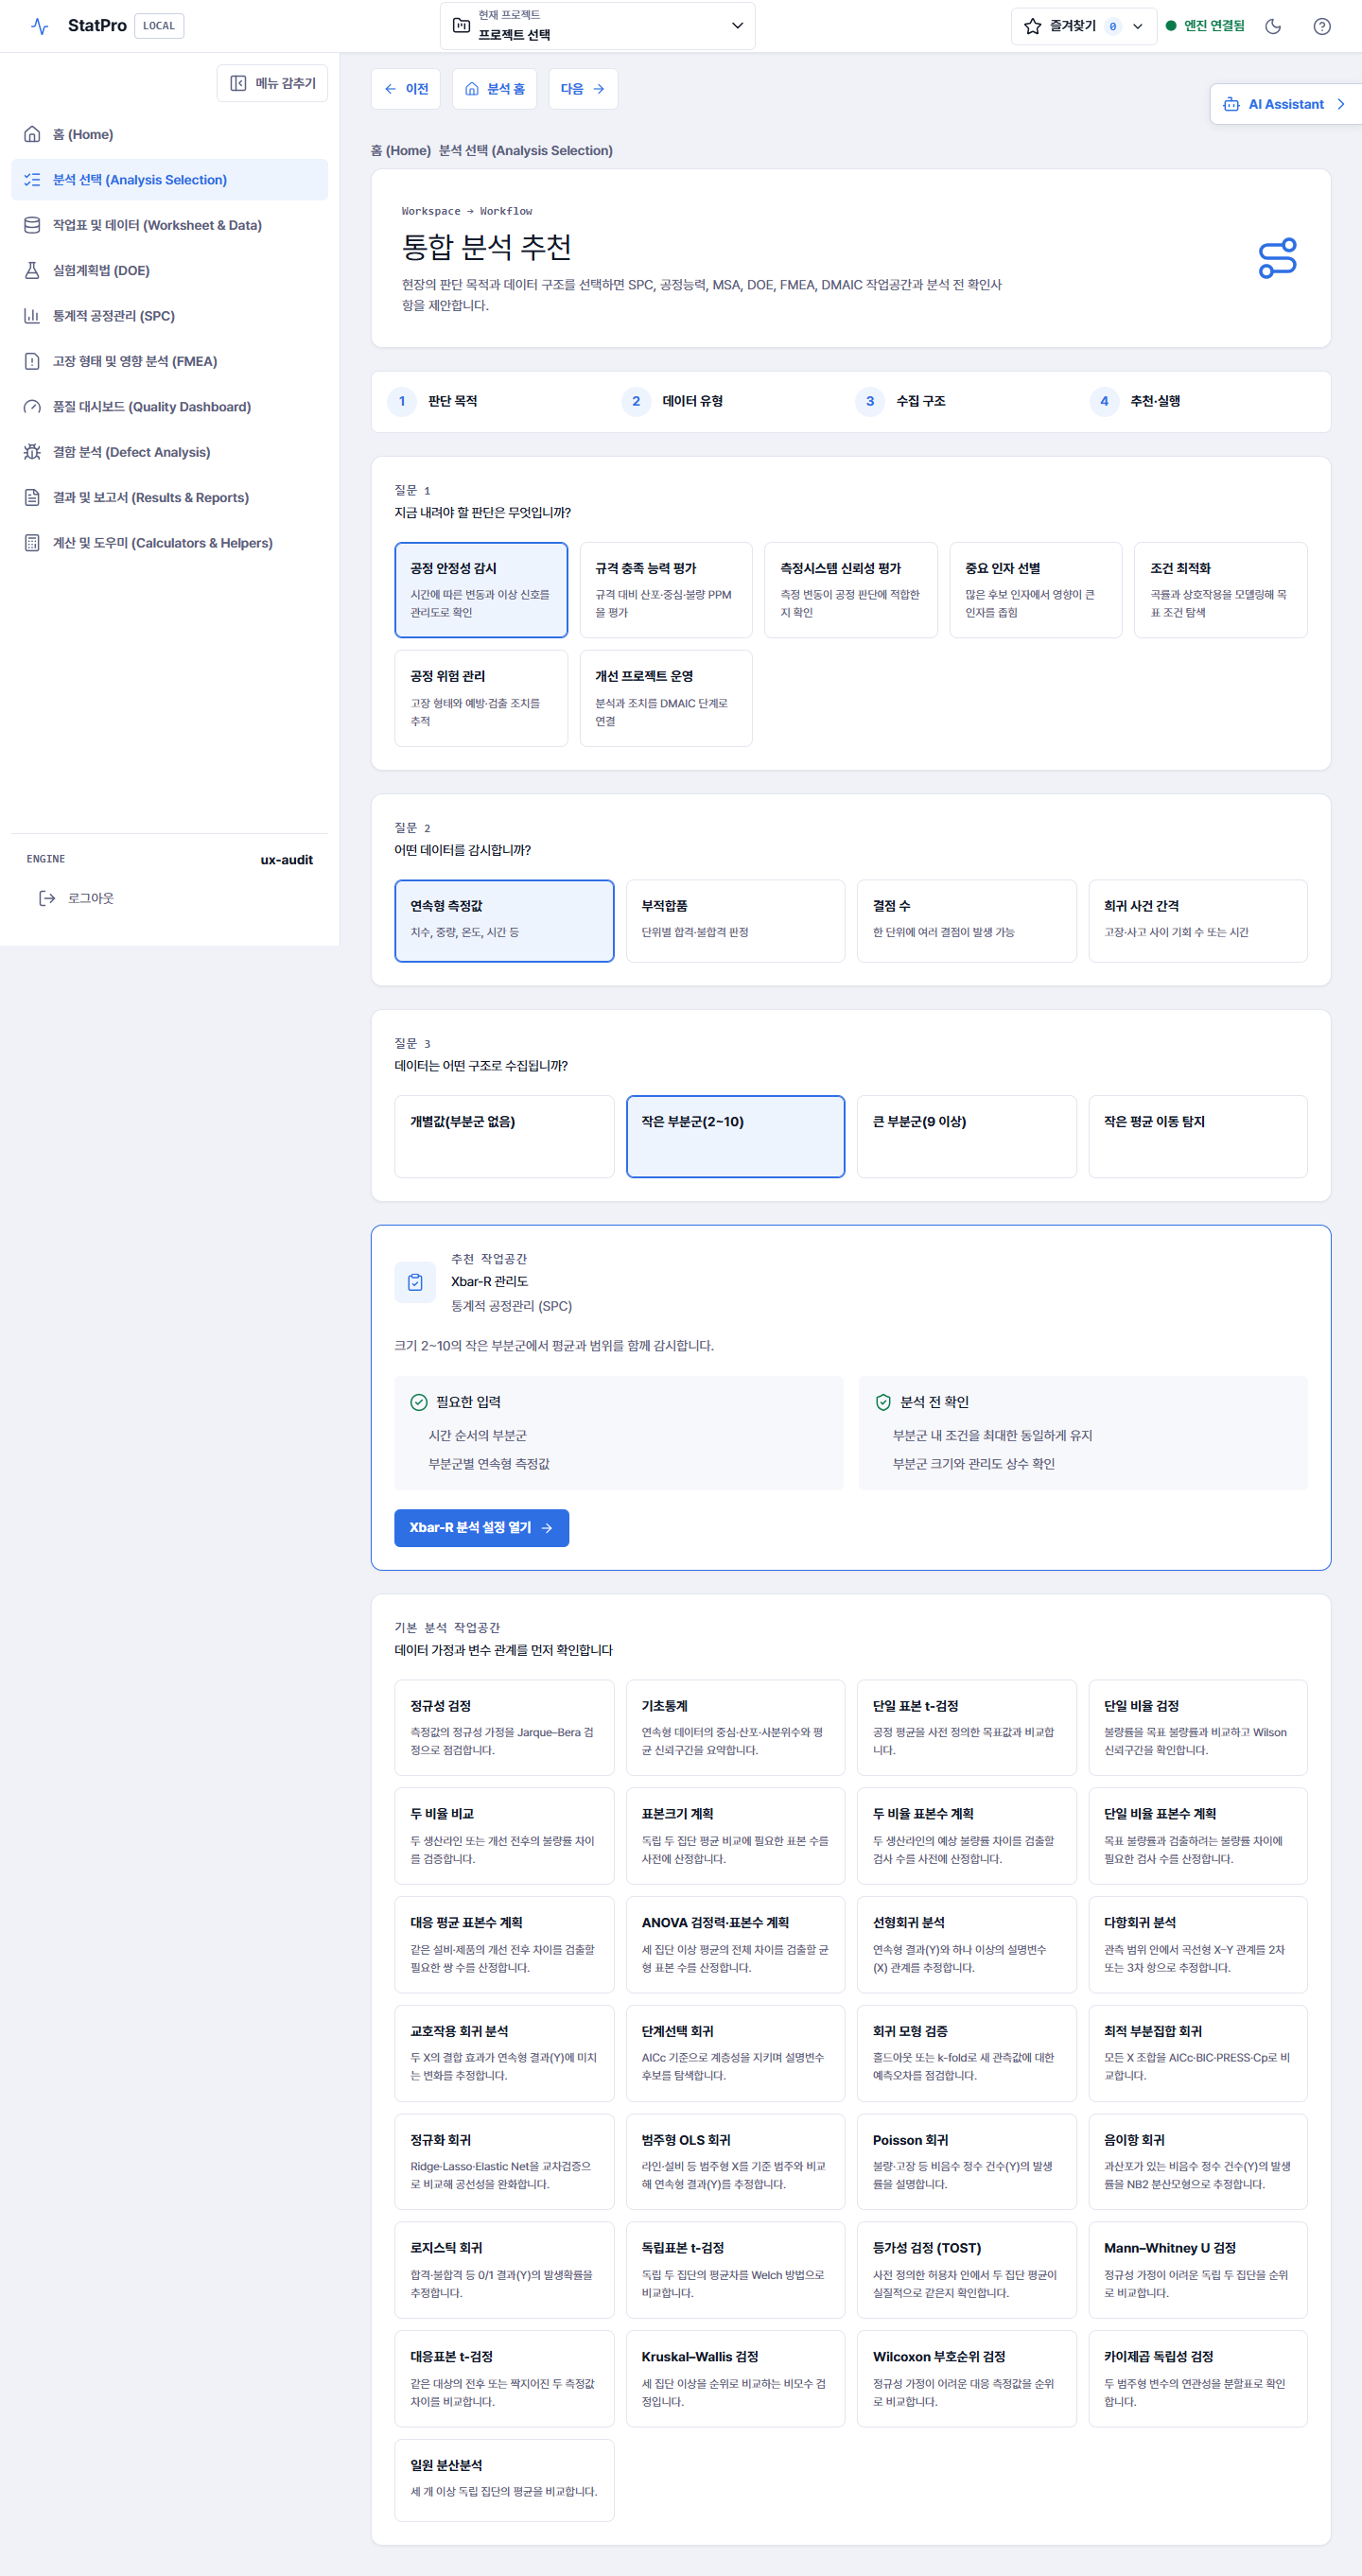 StatPro LOCAL
현재 프로젝트
프로젝트 선택
즐겨찾기 0
엔진 연결됨
메뉴 감추기
홈 (Home)
분석 선택 (Analysis Selection)
작업표 및 데이터 (Worksheet & Data)
실험계획법 (DOE)
통계적 공정관리 (SPC)
고장 형태 및 영향 분석 (FMEA)
품질 대시보드 (Quality Dashboard)
결함 분석 (Defect Analysis)
결과 및 보고서 (Results & Reports)
계산 및 도우미 (Calculators & Helpers)
ENGINE ux-audit
로그아웃
이전
분석 홈
다음
AI Assistant
홈 (Home) 분석 선택 (Analysis Selection)
Workspace → Workflow
통합 분석 추천
현장의 판단 목적과 데이터 구조를 선택하면 SPC, 공정능력, MSA, DOE, FMEA, DMAIC 작업공간과 분석 전 확인사
항을 제안합니다.
1 판단 목적
2 데이터 유형
3 수집 구조
4 추천·실행
질문 1
지금 내려야 할 판단은 무엇입니까?
공정 안정성 감시
시간에 따른 변동과 이상 신호를
관리도로 확인
규격 충족 능력 평가
규격 대비 산포·중심·불량 PPM
을 평가
측정시스템 신뢰성 평가
측정 변동이 공정 판단에 적합한
지 확인
중요 인자 선별
많은 후보 인자에서 영향이 큰
인자를 좁힘
조건 최적화
곡률과 상호작용을 모델링해 목
표 조건 탐색
공정 위험 관리
고장 형태와 예방·검출 조치를
추적
개선 프로젝트 운영
분석과 조치를 DMAIC 단계로
연결
질문 2
어떤 데이터를 감시합니까?
연속형 측정값
치수, 중량, 온도, 시간 등
부적합품
단위별 합격·불합격 판정
결점 수
한 단위에 여러 결점이 발생 가능
희귀 사건 간격
고장·사고 사이 기회 수 또는 시간
질문 3
데이터는 어떤 구조로 수집됩니까?
개별값(부분군 없음)
작은 부분군(2~10)
큰 부분군(9 이상)
작은 평균 이동 탐지
추천 작업공간
Xbar-R 관리도
통계적 공정관리 (SPC)
크기 2~10의 작은 부분군에서 평균과 범위를 함께 감시합니다.
필요한 입력
시간 순서의 부분군
부분군별 연속형 측정값
분석 전 확인
부분군 내 조건을 최대한 동일하게 유지
부분군 크기와 관리도 상수 확인
Xbar-R 분석 설정 열기
기본 분석 작업공간
데이터 가정과 변수 관계를 먼저 확인합니다
정규성 검정
측정값의 정규성 가정을 Jarque–Bera 검
정으로 점검합니다.
기초통계
연속형 데이터의 중심·산포·사분위수와 평
균 신뢰구간을 요약합니다.
단일 표본 t-검정
공정 평균을 사전 정의한 목표값과 비교합
니다.
단일 비율 검정
불량률을 목표 불량률과 비교하고 Wilson
신뢰구간을 확인합니다.
두 비율 비교
두 생산라인 또는 개선 전후의 불량률 차이
를 검증합니다.
표본크기 계획
독립 두 집단 평균 비교에 필요한 표본 수를
사전에 산정합니다.
두 비율 표본수 계획
두 생산라인의 예상 불량률 차이를 검출할
검사 수를 사전에 산정합니다.
단일 비율 표본수 계획
목표 불량률과 검출하려는 불량률 차이에
필요한 검사 수를 산정합니다.
대응 평균 표본수 계획
같은 설비·제품의 개선 전후 차이를 검출할
필요한 쌍 수를 산정합니다.
ANOVA 검정력·표본수 계획
세 집단 이상 평균의 전체 차이를 검출할 균
형 표본 수를 산정합니다.
선형회귀 분석
연속형 결과(Y)와 하나 이상의 설명변수
(X) 관계를 추정합니다.
다항회귀 분석
관측 범위 안에서 곡선형 X–Y 관계를 2차
또는 3차 항으로 추정합니다.
교호작용 회귀 분석
두 X의 결합 효과가 연속형 결과(Y)에 미치
는 변화를 추정합니다.
단계선택 회귀
AICc 기준으로 계층성을 지키며 설명변수
후보를 탐색합니다.
회귀 모형 검증
홀드아웃 또는 k-fold로 새 관측값에 대한
예측오차를 점검합니다.
최적 부분집합 회귀
모든 X 조합을 AICc·BIC·PRESS·Cp로 비
교합니다.
정규화 회귀
Ridge·Lasso·Elastic Net을 교차검증으
로 비교해 공선성을 완화합니다.
범주형 OLS 회귀
라인·설비 등 범주형 X를 기준 범주와 비교
해 연속형 결과(Y)를 추정합니다.
Poisson 회귀
불량·고장 등 비음수 정수 건수(Y)의 발생
률을 설명합니다.
음이항 회귀
과산포가 있는 비음수 정수 건수(Y)의 발생
률을 NB2 분산모형으로 추정합니다.
로지스틱 회귀
합격·불합격 등 0/1 결과(Y)의 발생확률을
추정합니다.
독립표본 t-검정
독립 두 집단의 평균차를 Welch 방법으로
비교합니다.
등가성 검정 (TOST)
사전 정의한 허용차 안에서 두 집단 평균이
실질적으로 같은지 확인합니다.
Mann–Whitney U 검정
정규성 가정이 어려운 독립 두 집단을 순위
로 비교합니다.
대응표본 t-검정
같은 대상의 전후 또는 짝지어진 두 측정값
차이를 비교합니다.
Kruskal–Wallis 검정
세 집단 이상을 순위로 비교하는 비모수 검
정입니다.
Wilcoxon 부호순위 검정
정규성 가정이 어려운 대응 측정값을 순위
로 비교합니다.
카이제곱 독립성 검정
두 범주형 변수의 연관성을 분할표로 확인
합니다.
일원 분산분석
세 개 이상 독립 집단의 평균을 비교합니다.